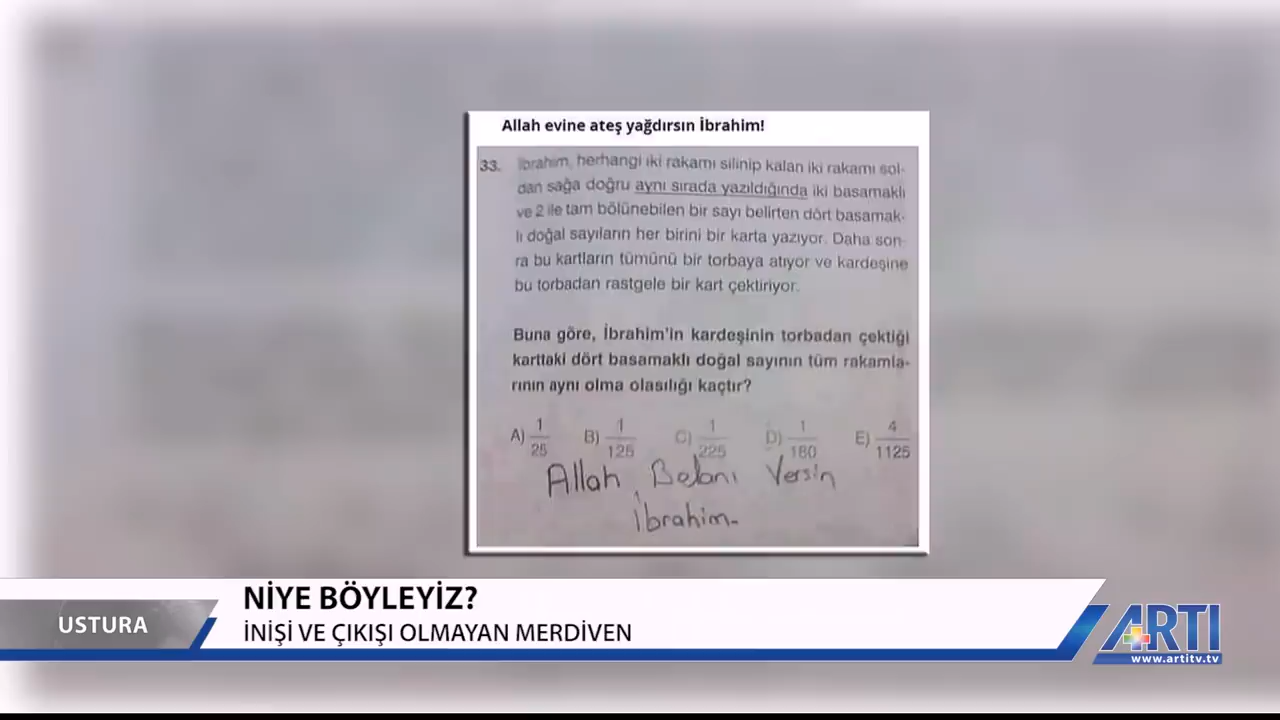 Allah evine ateş yağdırsın İbrahim!
33. İbrahim, herhangi iki rakamı silinip kalan iki rakamı sol-
dan sağa doğru aynı sırada yazıldığında iki basamaklı
ve 2 ile tam bölünebilen bir sayı belirten dört basamak-
lı doğal sayıların her birini bir karta yazıyor. Daha son-
ra bu kartların tümünü bir torbaya atıyor ve kardeşine
bu torbadan rastgele bir kart çektiriyor.
Buna göre, İbrahim'in kardeşinin torbadan çektiği
karttaki dört basamaklı doğal sayının tüm rakamla-
rının aynı olma olasılığı kaçtır?
A) 1/25 B) 1/125 C) 1/225 D) 1/180 E) 4/1125
Allah Belanı Versin
İbrahim.
NİYE BÖYLEYİZ?
USTURA
İNİŞİ VE ÇIKIŞI OLMAYAN MERDİVEN
ARTI
www.artitv.tv